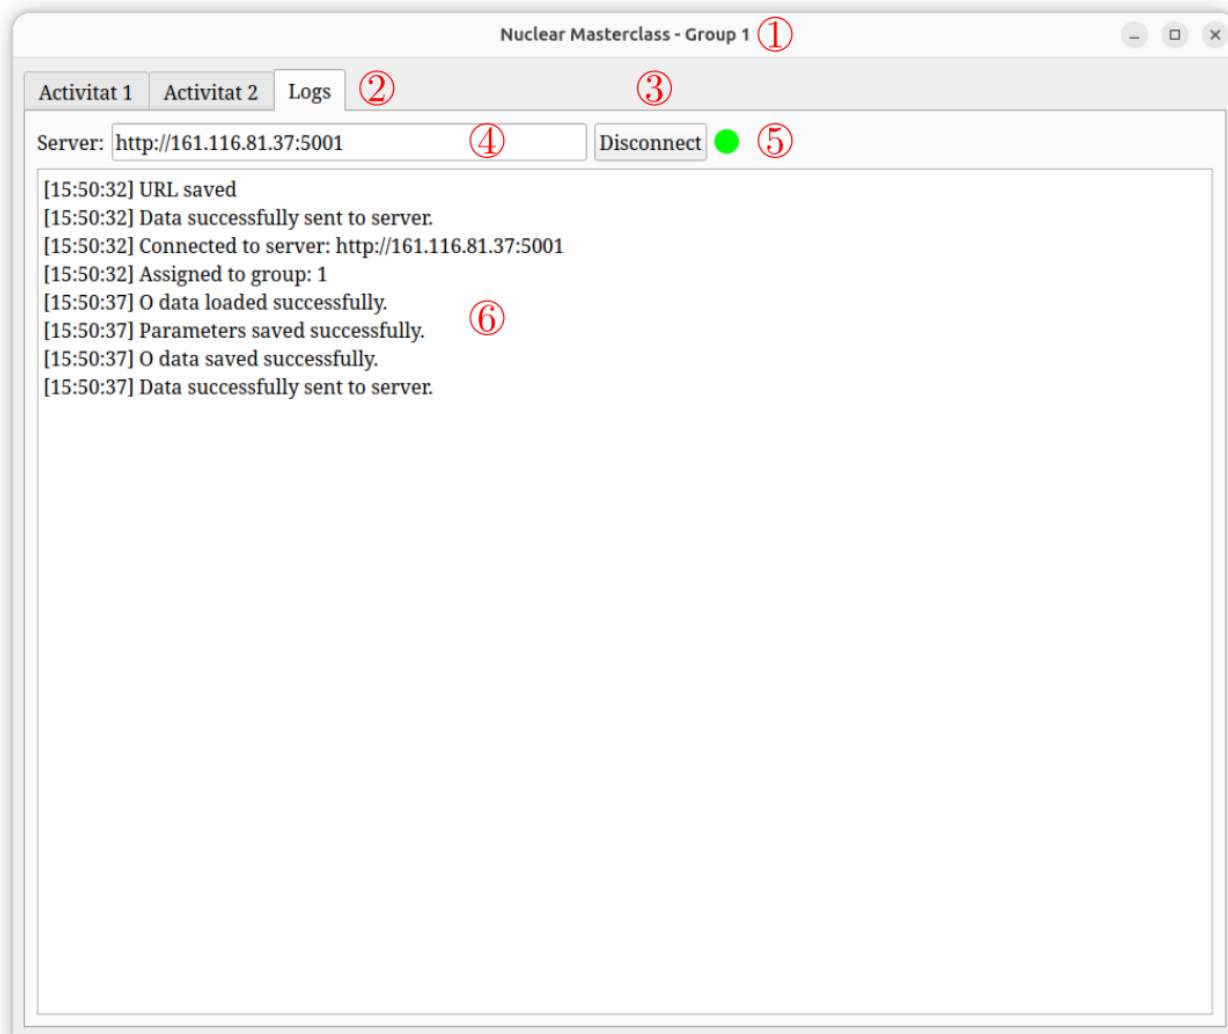 Nuclear Masterclass - Group 1 ①
Activitat 1 Activitat 2 Logs ② ③
Server: http://161.116.81.37:5001 ④ Disconnect ⑤
[15:50:32] URL saved
[15:50:32] Data successfully sent to server.
[15:50:32] Connected to server: http://161.116.81.37:5001
[15:50:32] Assigned to group: 1
[15:50:37] O data loaded successfully.
⑥
[15:50:37] Parameters saved successfully.
[15:50:37] O data saved successfully.
[15:50:37] Data successfully sent to server.